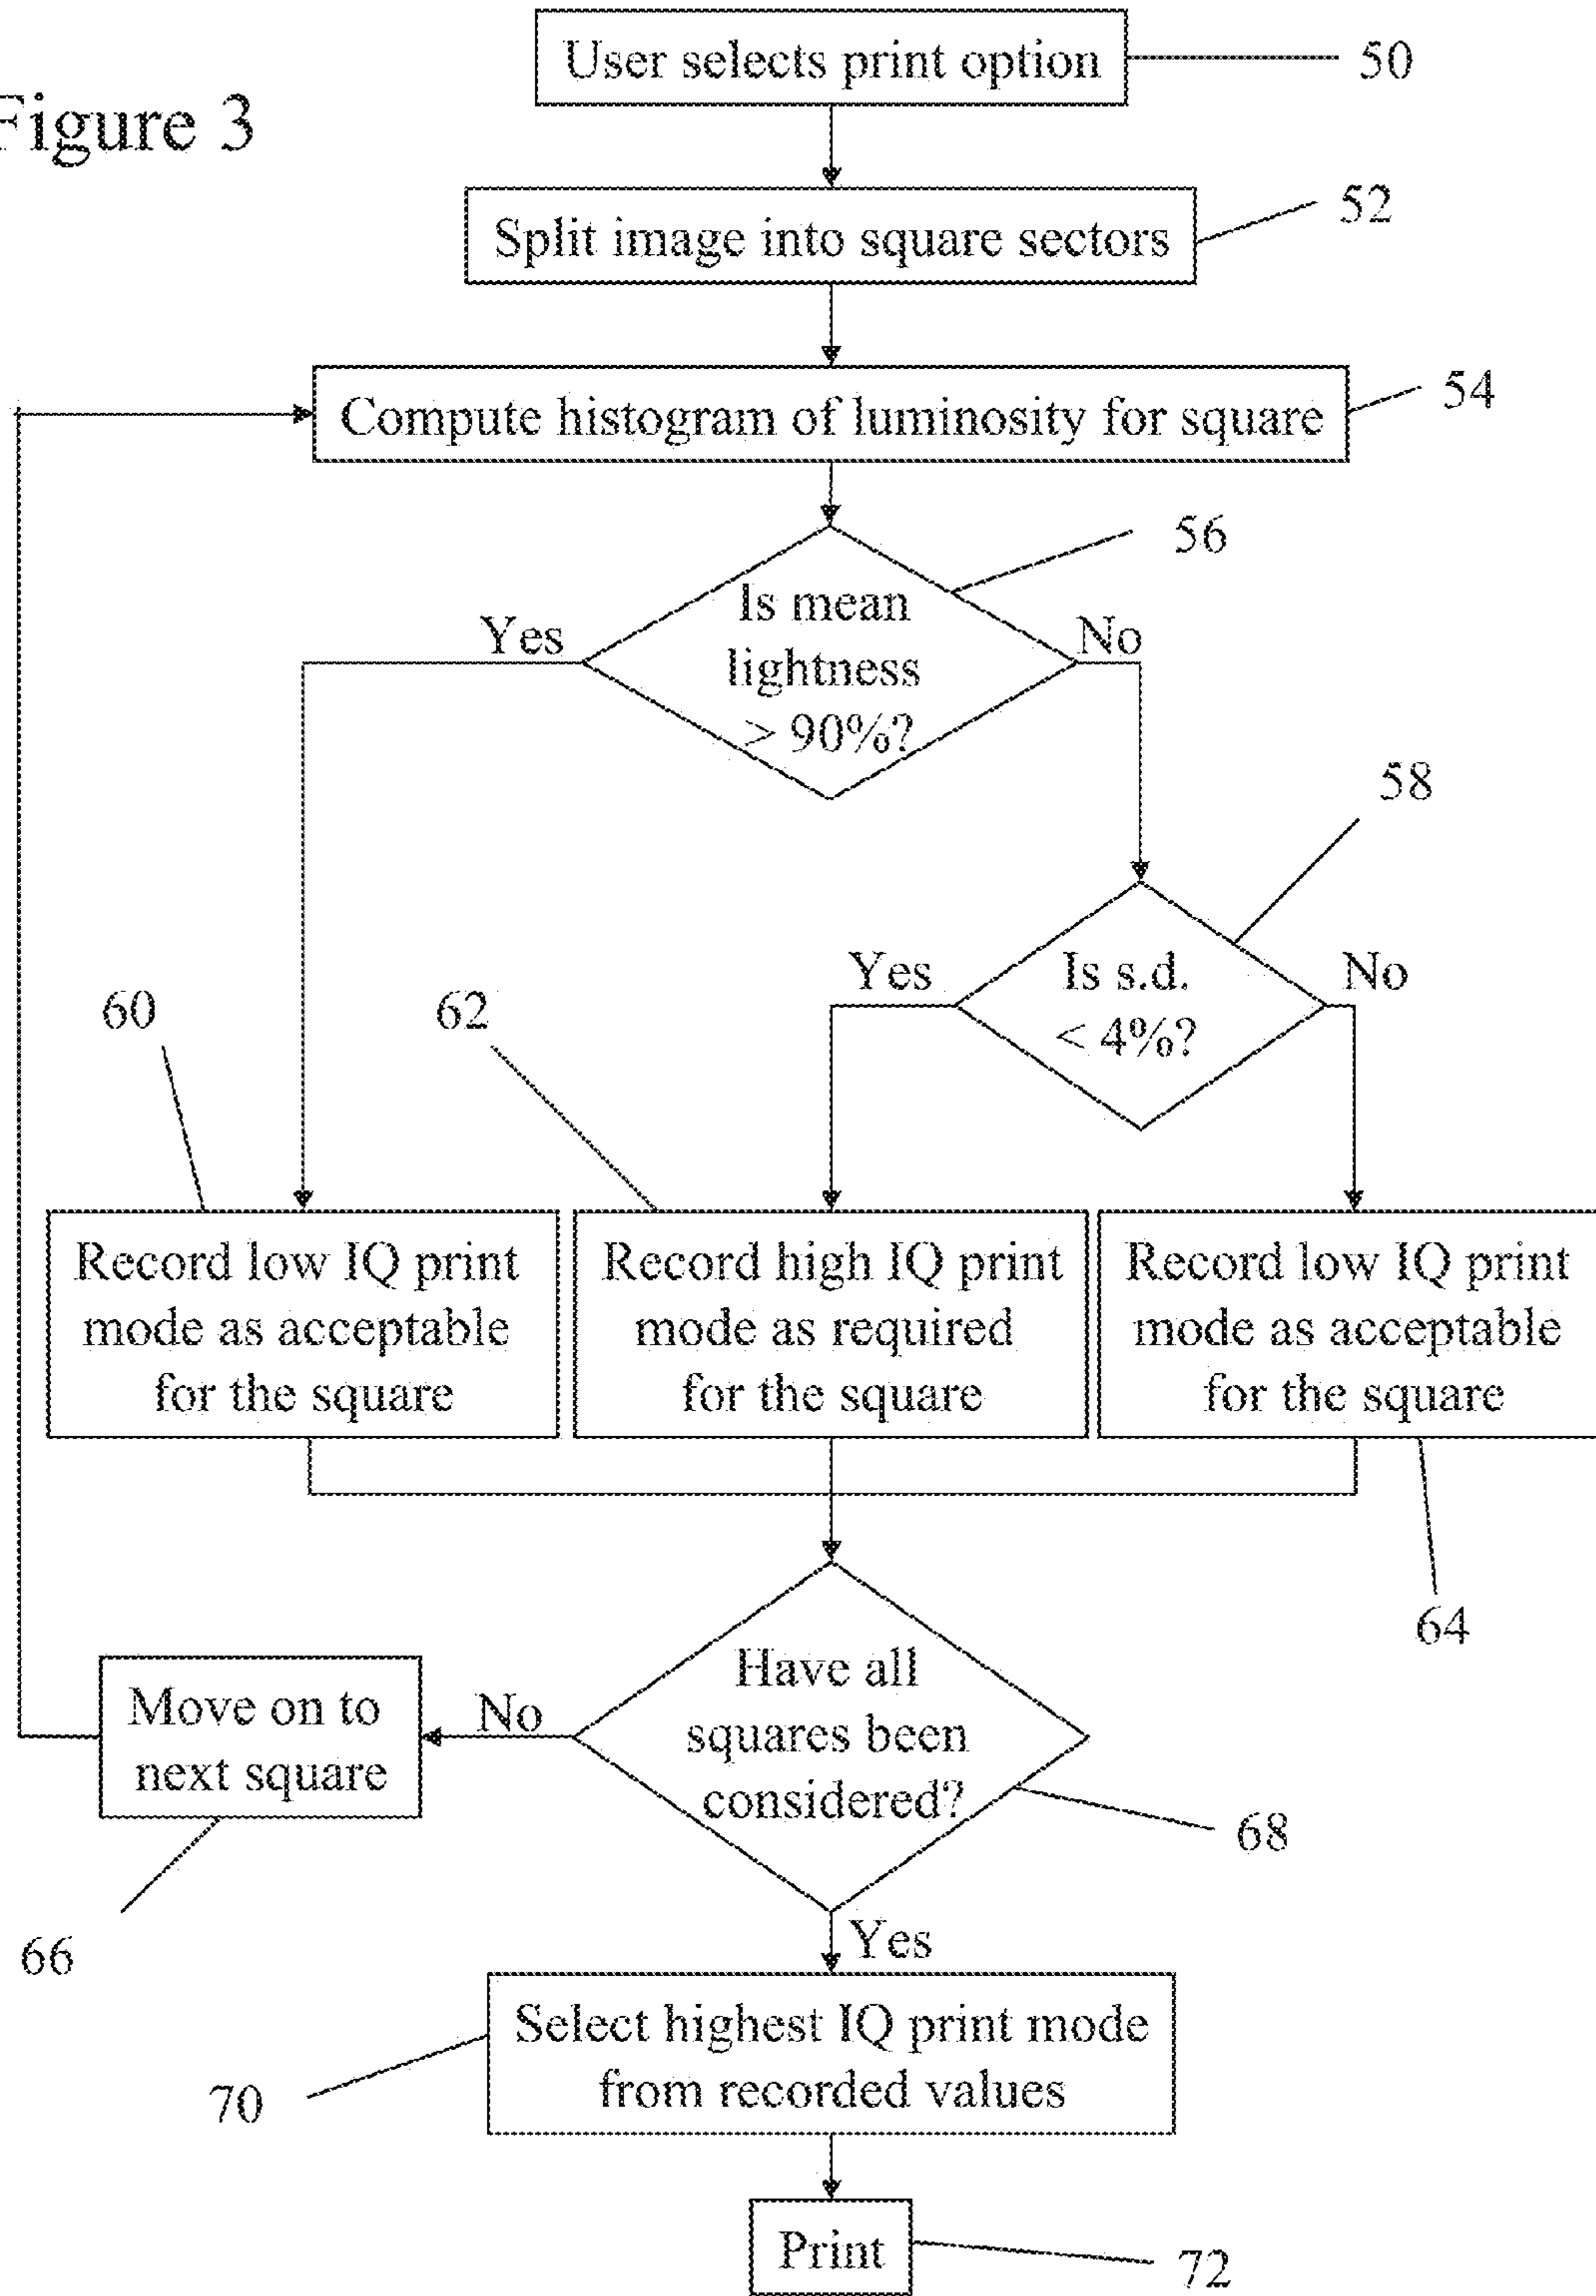 Figure 3
User selects print option
50
Split image into square sectors
52
Compute histogram of luminosity for square
54
56
Is mean
lightness
> 90%?
Yes
No
58
Is s.d.
< 4%?
Yes
No
60
62
Record low IQ print
mode as acceptable
for the square
Record high IQ print
mode as required
for the square
Record low IQ print
mode as acceptable
for the square
64
Have all
squares been
considered?
No
Move on to
next square
68
66
Yes
Select highest IQ print mode
from recorded values
70
Print
72